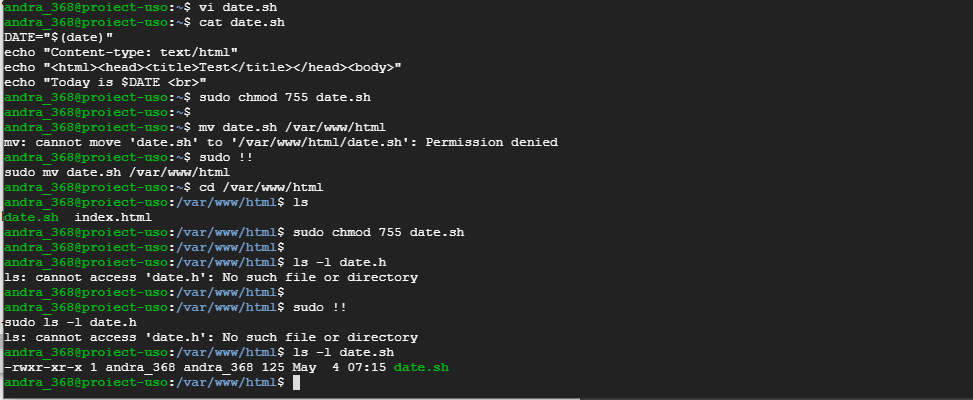 andra_368@proiect-uso:~$ vi date.sh
andra_368@proiect-uso:~$ cat date.sh
DATE="$(date)"
echo "Content-type: text/html"
echo "<html><head><title>Test</title></head><body>"
echo "Today is $DATE <br>"
andra_368@proiect-uso:~$ sudo chmod 755 date.sh
andra_368@proiect-uso:~$
andra_368@proiect-uso:~$ mv date.sh /var/www/html
mv: cannot move 'date.sh' to '/var/www/html/date.sh': Permission denied
andra_368@proiect-uso:~$ sudo !!
sudo mv date.sh /var/www/html
andra_368@proiect-uso:~$ cd /var/www/html
andra_368@proiect-uso:/var/www/html$ ls
date.sh  index.html
andra_368@proiect-uso:/var/www/html$ sudo chmod 755 date.sh
andra_368@proiect-uso:/var/www/html$
andra_368@proiect-uso:/var/www/html$ ls -l date.h
ls: cannot access 'date.h': No such file or directory
andra_368@proiect-uso:/var/www/html$
andra_368@proiect-uso:/var/www/html$ sudo !!
sudo ls -l date.h
ls: cannot access 'date.h': No such file or directory
andra_368@proiect-uso:/var/www/html$ ls -l date.sh
-rwxr-xr-x 1 andra_368 andra_368 125 May  4 07:15 date.sh
andra_368@proiect-uso:/var/www/html$